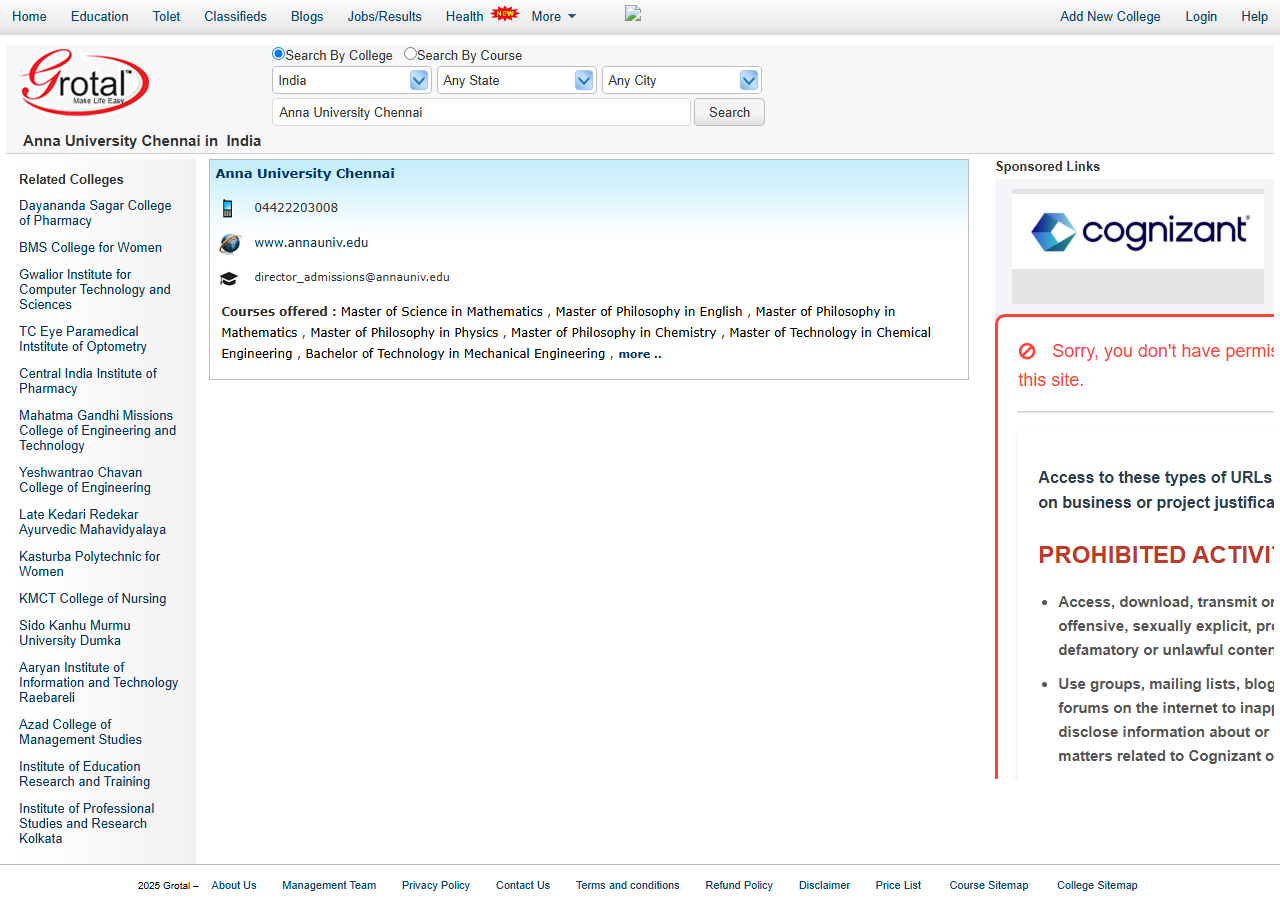 Home Education Tolet Classifieds Blogs Jobs/Results Health NEW More Add New College Login Help
Grotal™
Make Life Easy
Search By College Search By Course
India Any State Any City
Anna University Chennai Search
Anna University Chennai in India
Related Colleges
Dayananda Sagar College
of Pharmacy
BMS College for Women
Gwalior Institute for
Computer Technology and
Sciences
TC Eye Paramedical
Intstitute of Optometry
Central India Institute of
Pharmacy
Mahatma Gandhi Missions
College of Engineering and
Technology
Yeshwantrao Chavan
College of Engineering
Late Kedari Redekar
Ayurvedic Mahavidyalaya
Kasturba Polytechnic for
Women
KMCT College of Nursing
Sido Kanhu Murmu
University Dumka
Aaryan Institute of
Information and Technology
Raebareli
Azad College of
Management Studies
Institute of Education
Research and Training
Institute of Professional
Studies and Research
Kolkata
Anna University Chennai
04422203008
www.annauniv.edu
director_admissions@annauniv.edu
Courses offered : Master of Science in Mathematics , Master of Philosophy in English , Master of Philosophy in
Mathematics , Master of Philosophy in Physics , Master of Philosophy in Chemistry , Master of Technology in Chemical
Engineering , Bachelor of Technology in Mechanical Engineering , more ..
Sponsored Links
cognizant
Sorry, you don't have permis
this site.
Access to these types of URLs
on business or project justifica
PROHIBITED ACTIVIT
Access, download, transmit or
offensive, sexually explicit, pro
defamatory or unlawful conten
Use groups, mailing lists, blog
forums on the internet to inapp
disclose information about or
matters related to Cognizant o
2025 Grotal – About Us Management Team Privacy Policy Contact Us Terms and conditions Refund Policy Disclaimer Price List Course Sitemap College Sitemap